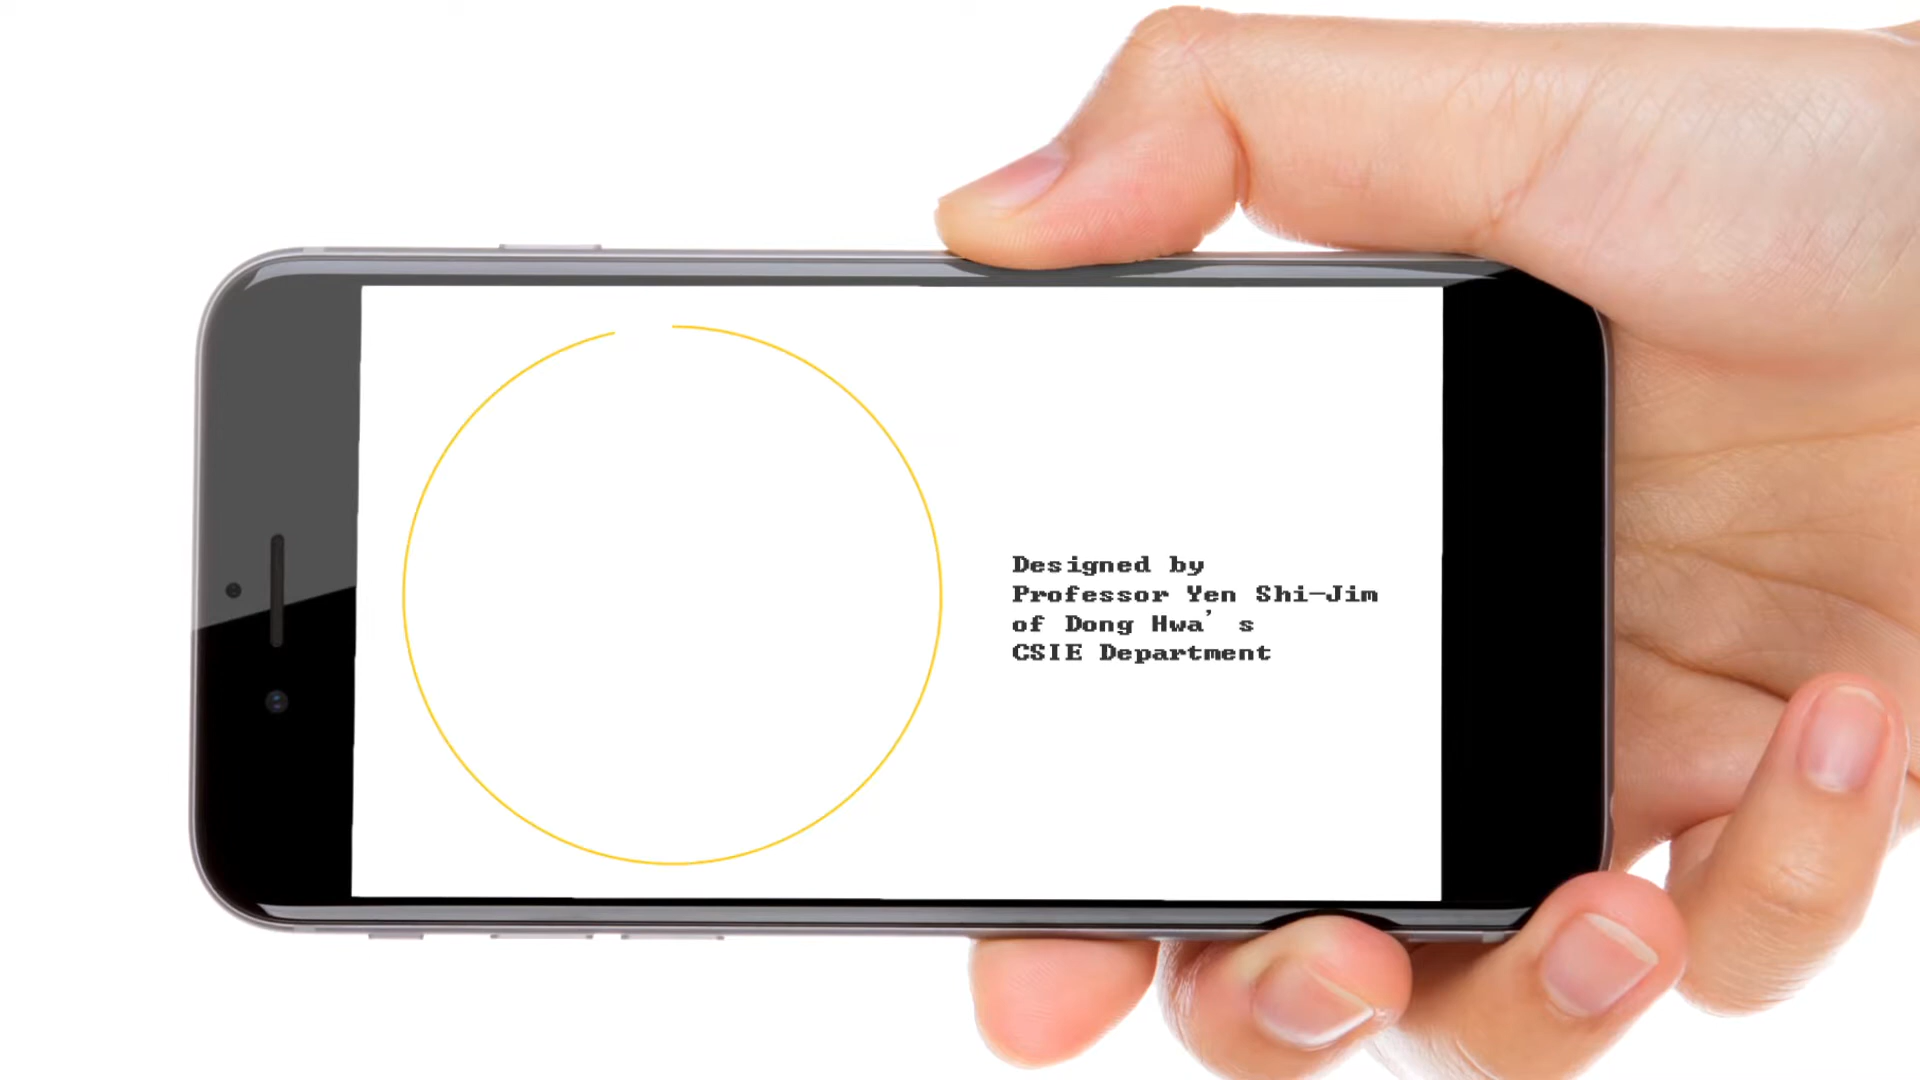 Designed by
Professor Yen Shi-Jim
of Dong Hwa's
CSIE Department